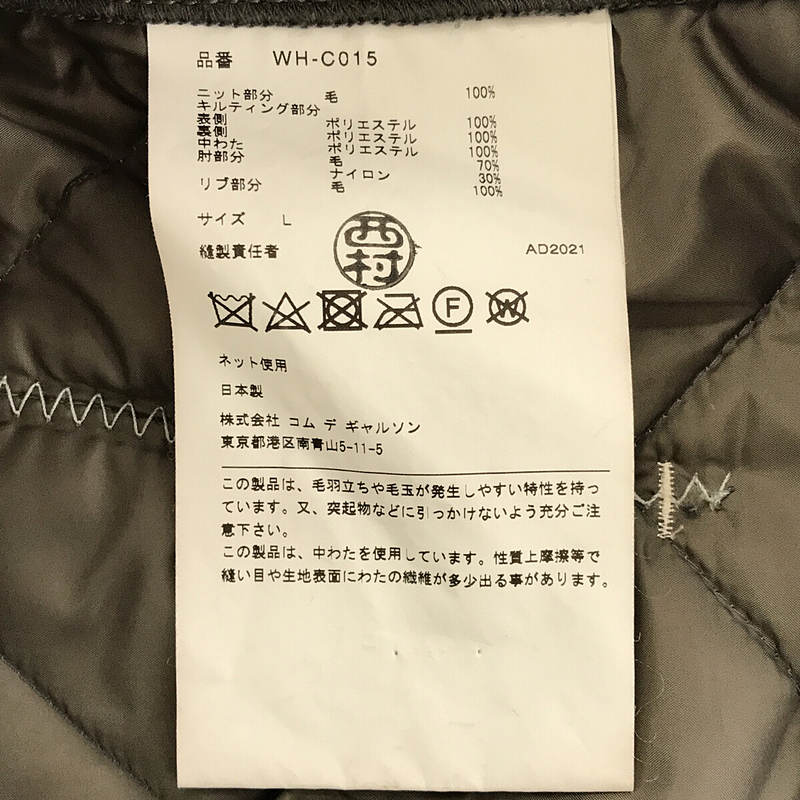 品番 WH-C015
ニット部分 毛 100%
キルティング部分
表側 ポリエステル 100%
裏側 ポリエステル 100%
中わた ポリエステル 100%
肘部分 毛 70%
ナイロン 30%
リブ部分 毛 100%
サイズ L
西村
縫製責任者 AD2021
F W
ネット使用
日本製
株式会社 コム デ ギャルソン
東京都港区南青山5-11-5
この製品は、毛羽立ちや毛玉が発生しやすい特性を持っ
ています。又、突起物などに引っかけないよう充分ご注
意下さい。
この製品は、中わたを使用しています。性質上摩擦等で
縫い目や生地表面にわたの繊維が多少出る事があります。